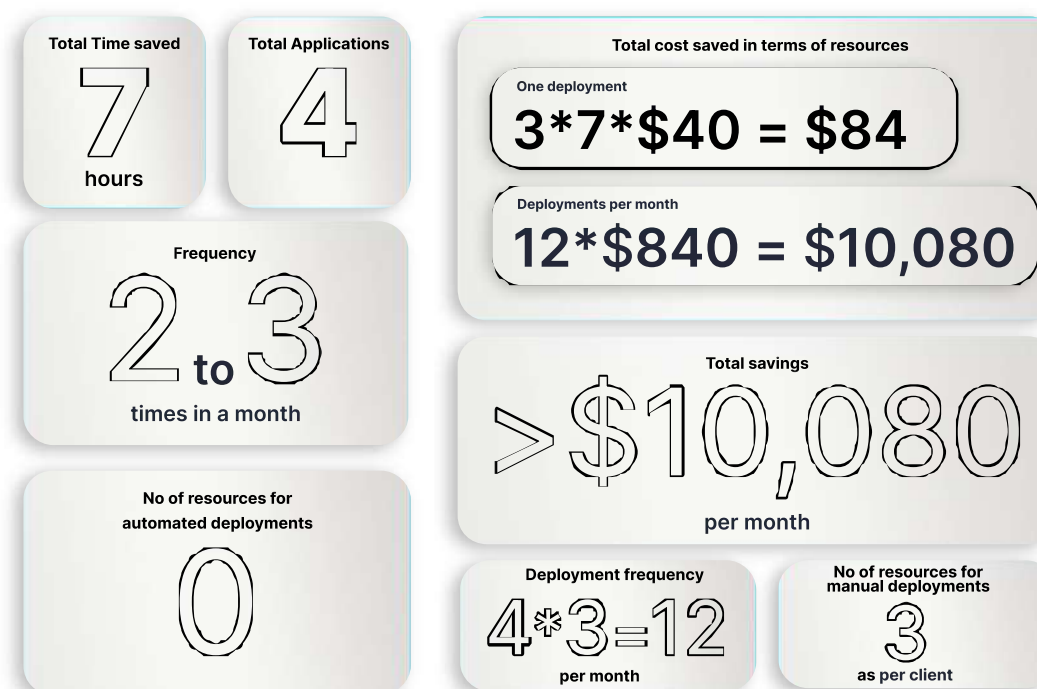 Total Time saved
7
hours
Total Applications
4
Frequency
2 to 3
times in a month
No of resources for
automated deployments
0
Total cost saved in terms of resources
One deployment
3*7*$40 = $84
Deployments per month
12*$840 = $10,080
Total savings
>$10,080
per month
Deployment frequency
4*3=12
per month
No of resources for
manual deployments
3
as per client